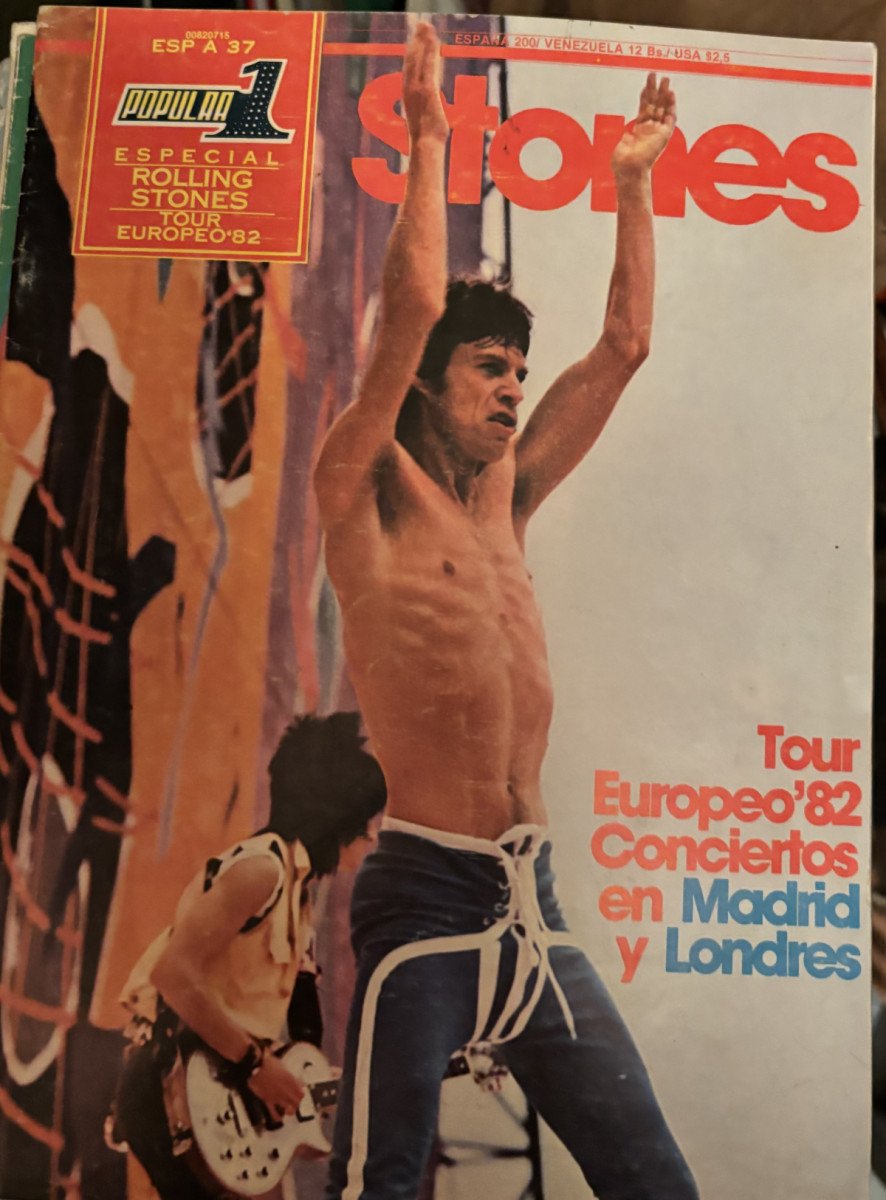 00820715
ESP A 37
POPULAR 1
ESPECIAL
ROLLING
STONES
TOUR
EUROPEO'82
ESPAÑA 200/ VENEZUELA 12 Bs./ USA $2.5
Stones
Tour
Europeo'82
Conciertos
en Madrid
y Londres